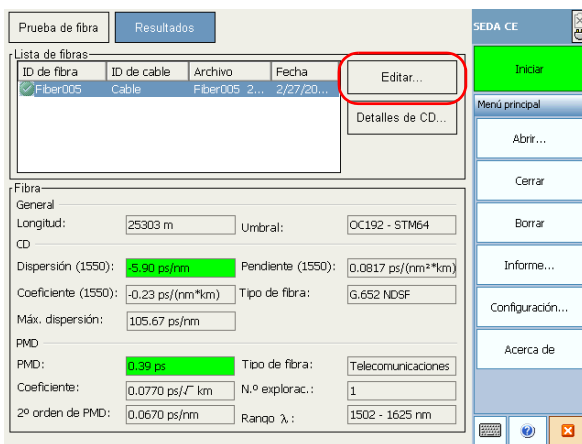 Prueba de fibra Resultados
SEDA CE
Lista de fibras
ID de fibra ID de cable Archivo Fecha
Fiber005 Cable Fiber005 2... 2/27/20...
Editar...
Detalles de CD...
Fibra
General
Longitud: 25303 m Umbral: OC192 - STM64
CD
Dispersión (1550): -5.90 ps/nm Pendiente (1550): 0.0817 ps/(nm²*km)
Coeficiente (1550): -0.23 ps/(nm*km) Tipo de fibra: G.652 NDSF
Máx. dispersión: 105.67 ps/nm
PMD
PMD: 0.39 ps Tipo de fibra: Telecomunicaciones
Coeficiente: 0.0770 ps/√ km N.º explorac.: 1
2º orden de PMD: 0.0670 ps/nm Rango λ: 1502 - 1625 nm
Iniciar
Menú principal
Abrir...
Cerrar
Borrar
Informe...
Configuración...
Acerca de